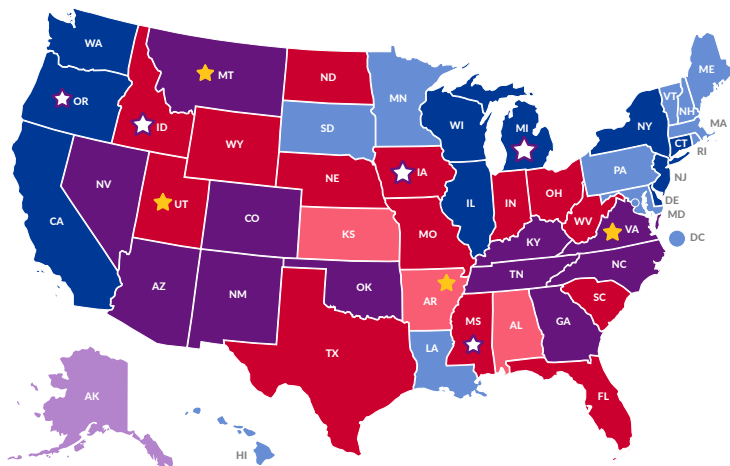 WA
MT
ND
MN
ME
VT
NH
OR
ID
WI
MI
NY
MA
SD
WY
CT
RI
PA
NJ
NV
NE
IA
IL
IN
OH
DE
MD
UT
CO
CA
KS
MO
WV
VA
KY
DC
NC
TN
AZ
NM
OK
AR
SC
MS
AL
GA
LA
TX
AK
FL
HI